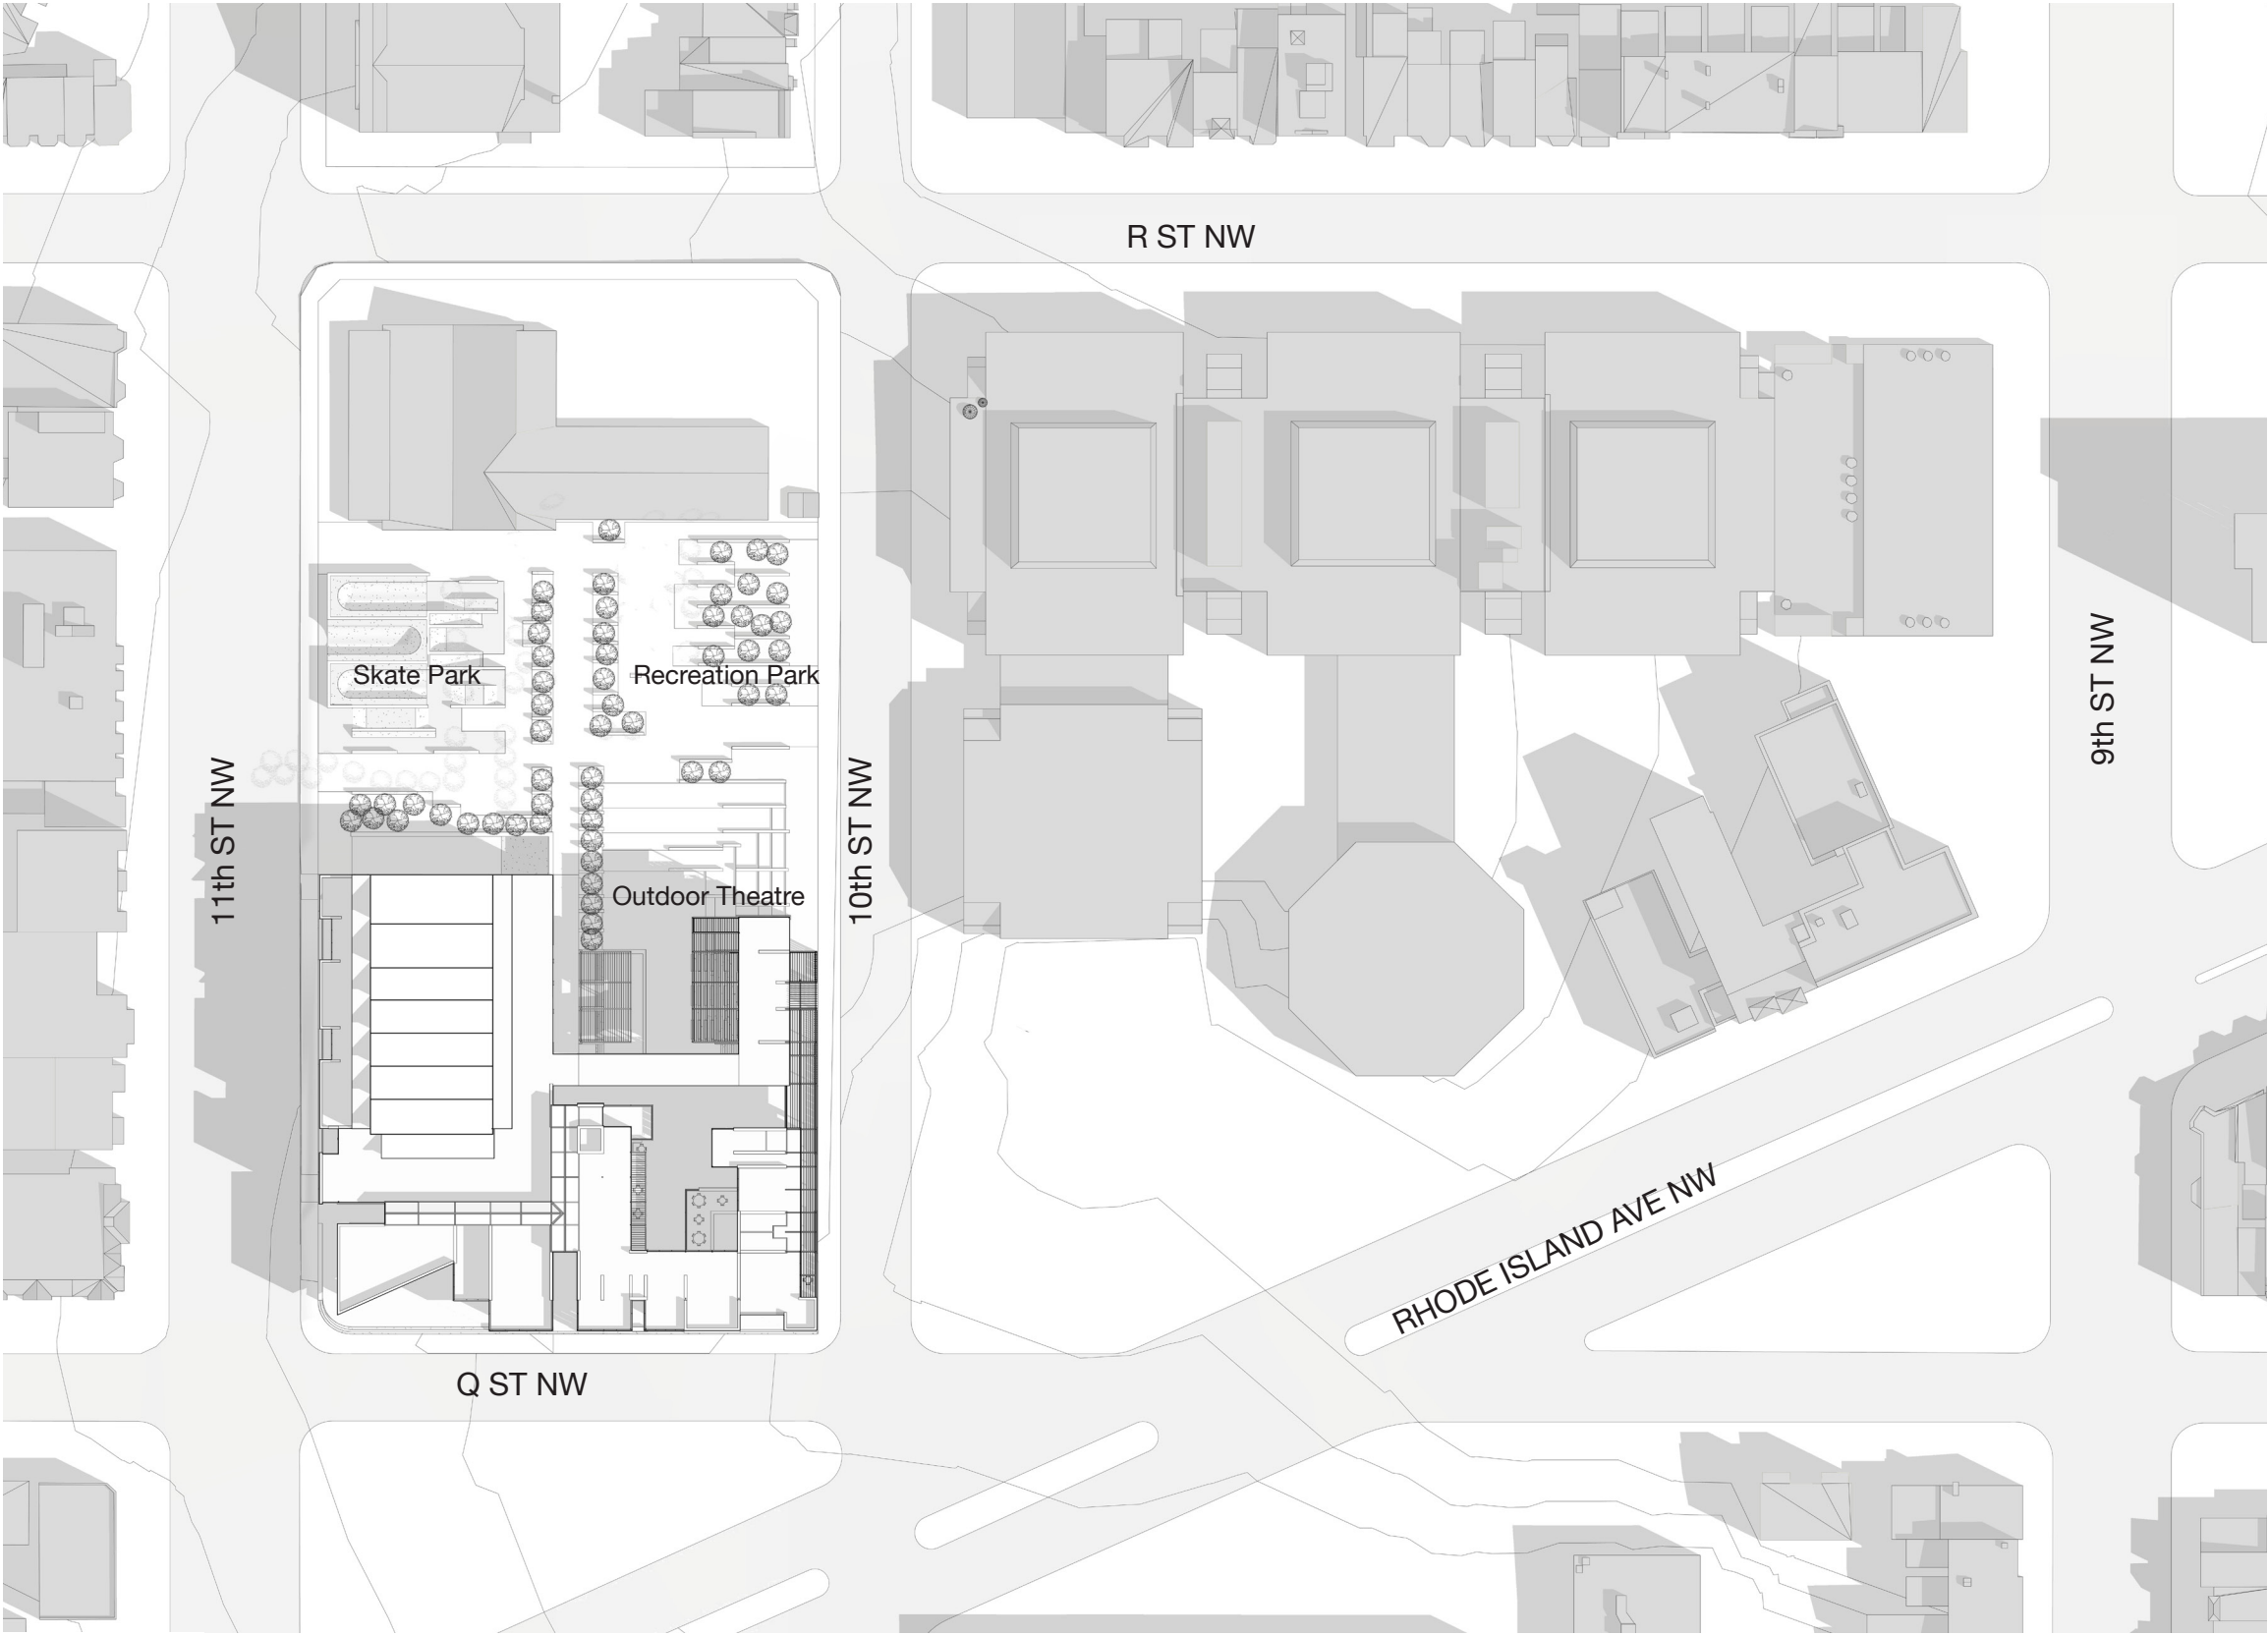 R ST NW
9th ST NW
Skate Park
Recreation Park
11th ST NW
10th ST NW
Outdoor Theatre
RHODE ISLAND AVE NW
Q ST NW